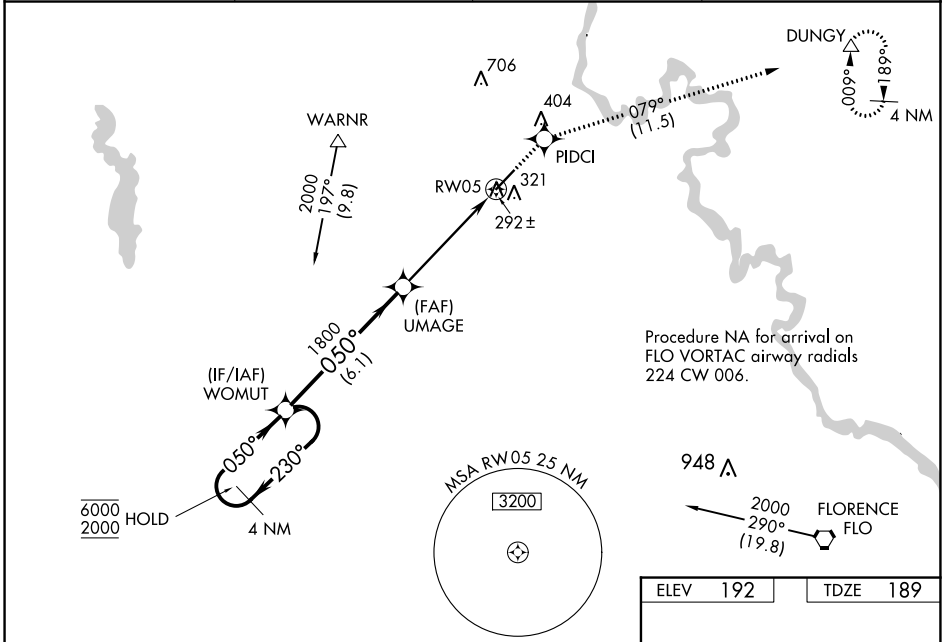 DUNGY
009°
189°
4 NM
706
404
079°
(11.5)
PIDCI
WARNR
2000
197°
(9.8)
RW05
321
292±
(FAF)
UMAGE
1800
050°
(6.1)
Procedure NA for arrival on
FLO VORTAC airway radials
224 CW 006.
(IF/IAF)
WOMUT
050°
230°
6000
2000
HOLD
4 NM
MSA RW05 25 NM
3200
948
2000
290°
(19.8)
FLORENCE
FLO
ELEV 192
TDZE 189